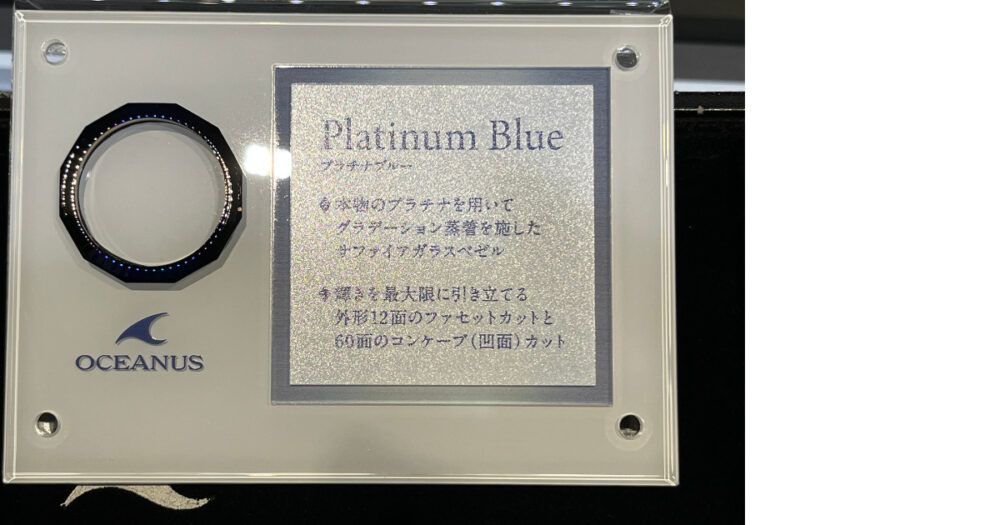 Platinum Blue
プラチナブルー
本物のプラチナを用いて
グラデーション蒸着を施した
サファイアガラスベゼル
輝きを最大限に引き立てる
外形12面のファセットカットと
60面のコンケーブ(凹面)カット
OCEANUS